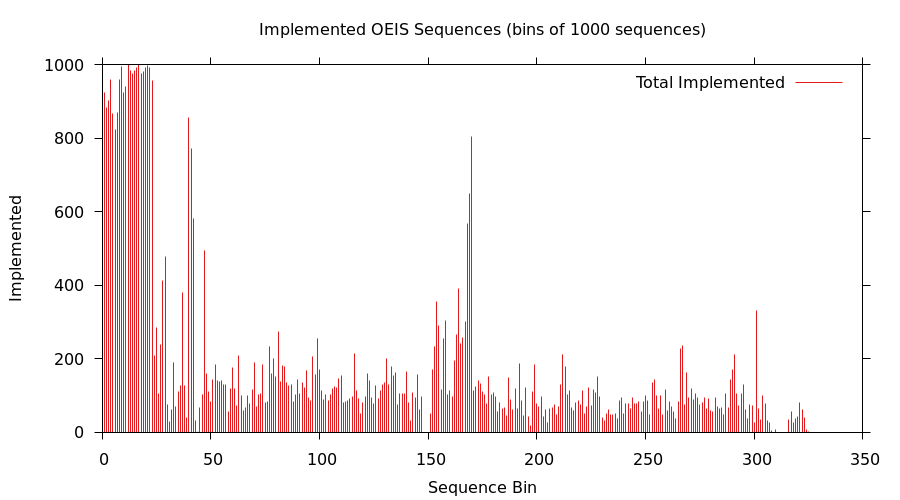 Implemented OEIS Sequences (bins of 1000 sequences)
Total Implemented
Implemented
1000
800
600
400
200
0
0 50 100 150 200 250 300 350
Sequence Bin